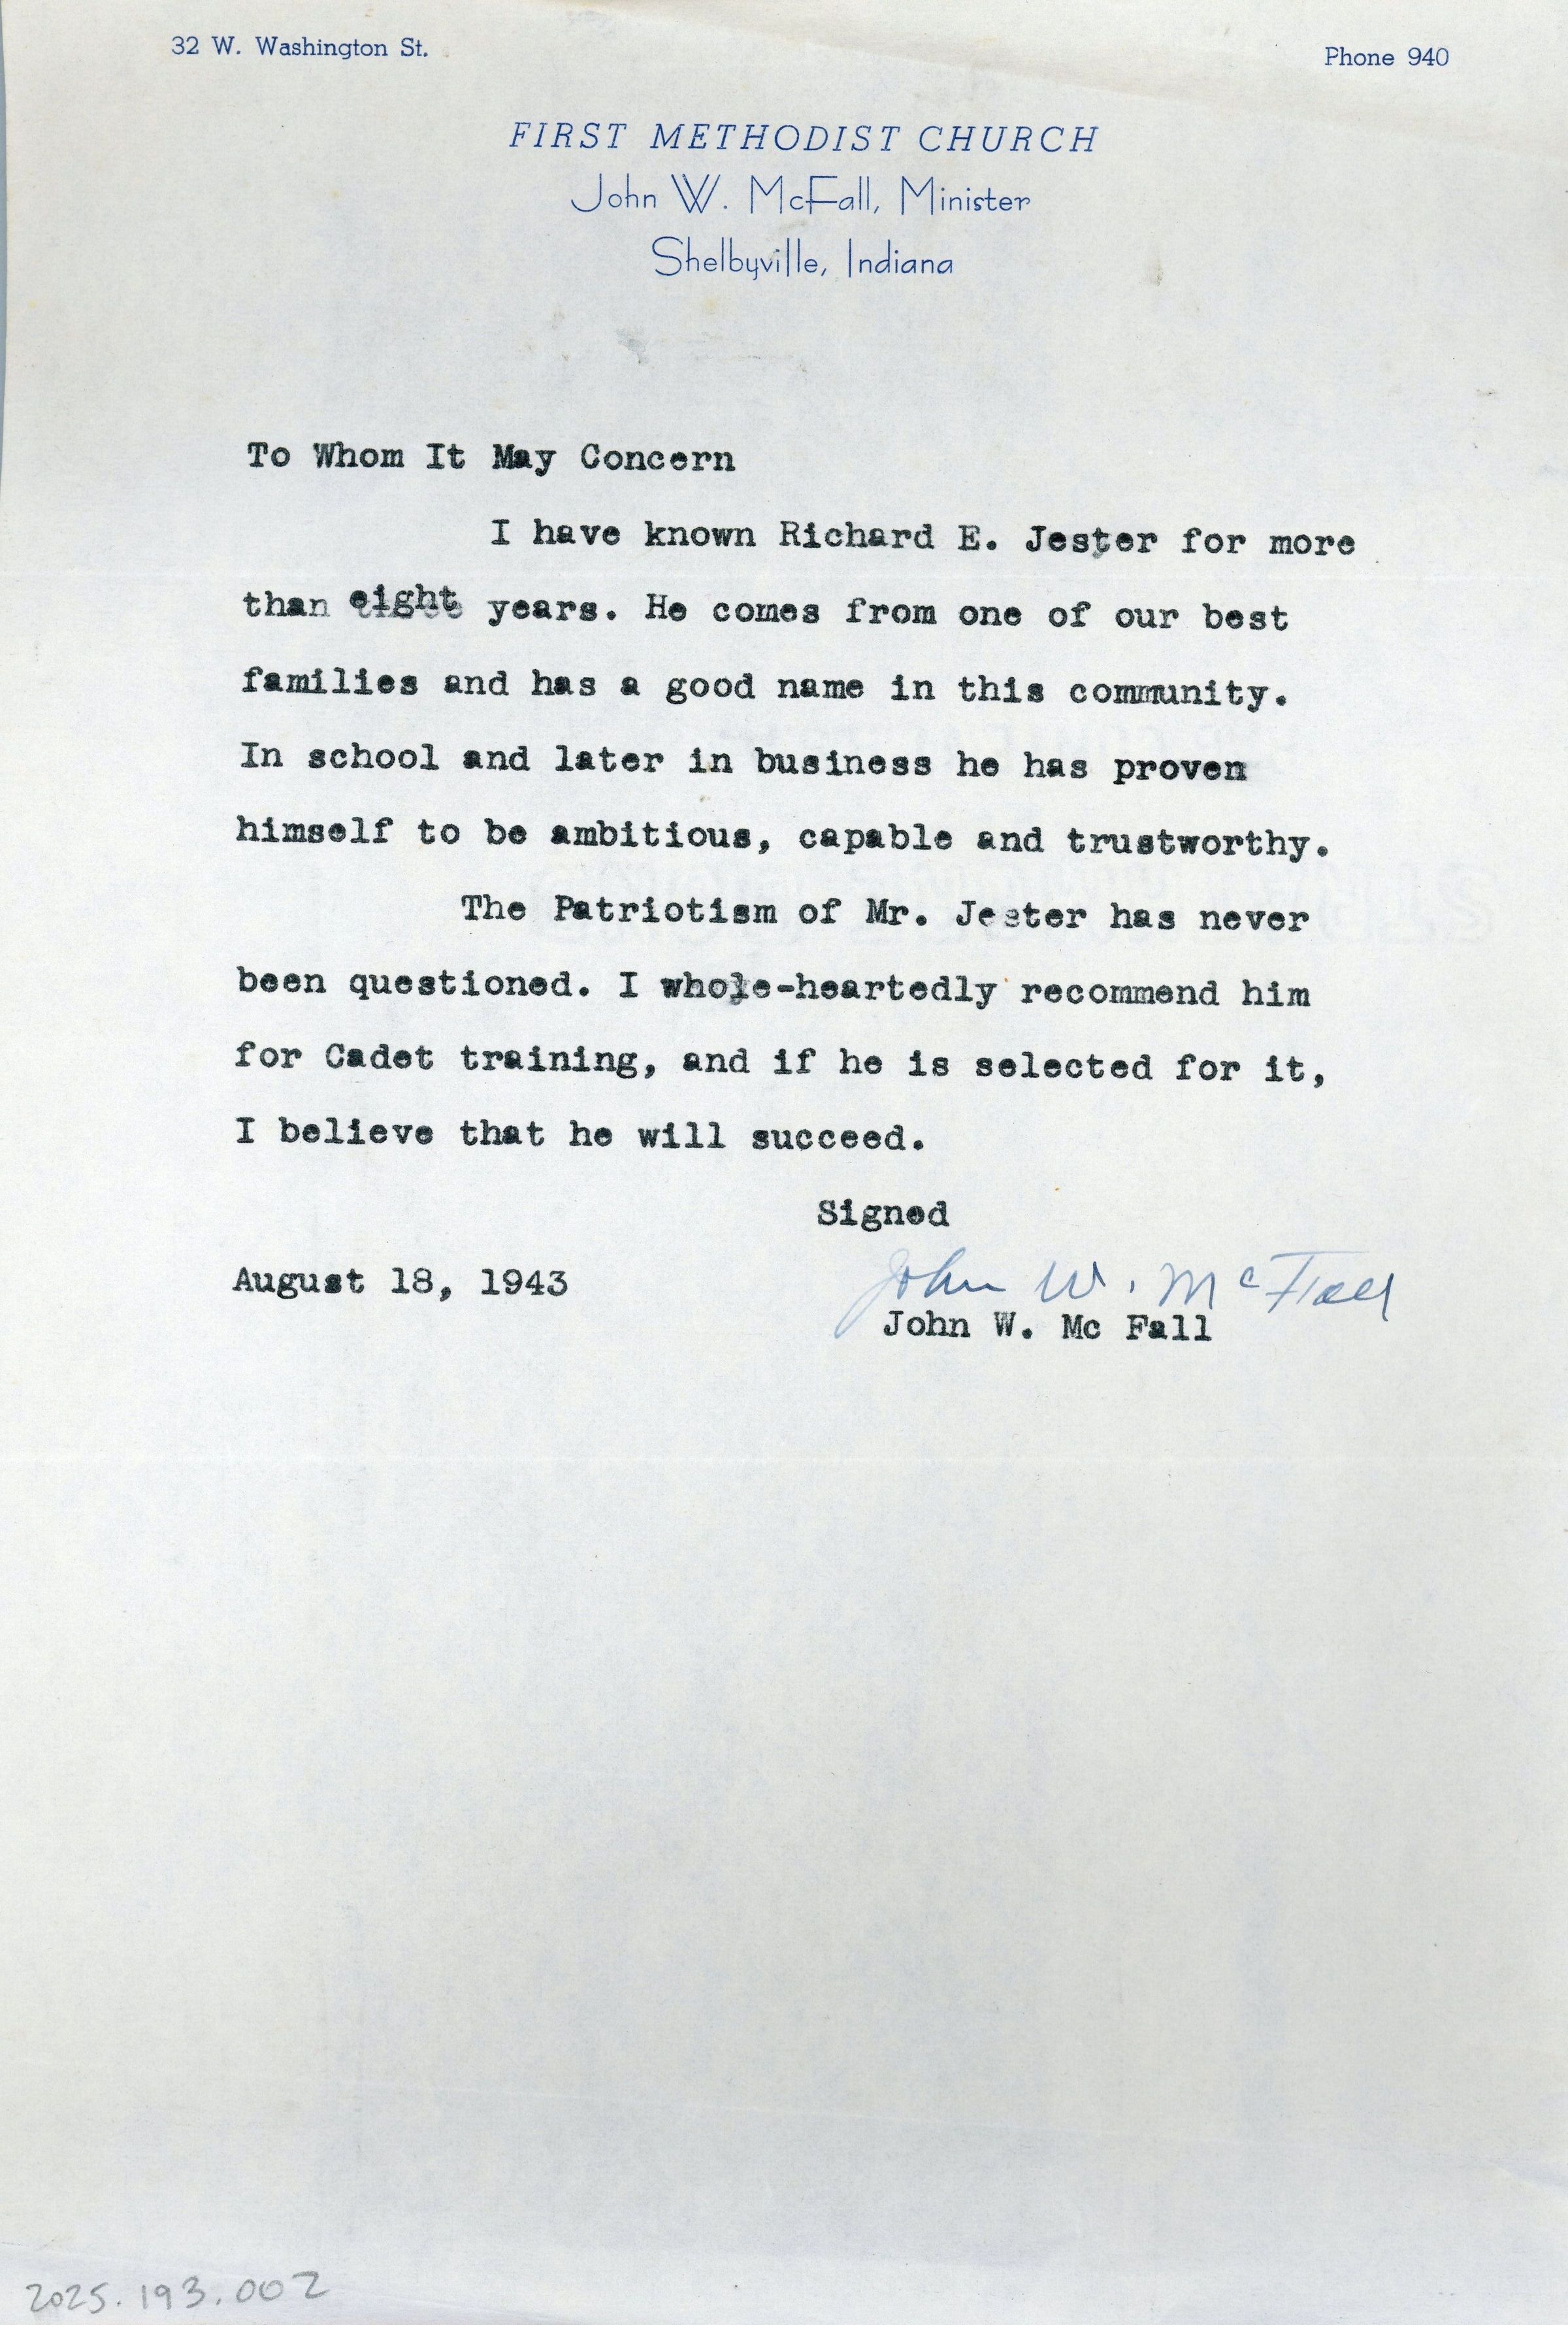 32 W. Washington St. Phone 940
FIRST METHODIST CHURCH
John W. McFall, Minister
Shelbyville, Indiana
To Whom It May Concern
I have known Richard E. Jester for more
than eight years. He comes from one of our best
families and has a good name in this community.
In school and later in business he has proven
himself to be ambitious, capable and trustworthy.
The Patriotism of Mr. Jester has never
been questioned. I whole-heartedly recommend him
for Cadet training, and if he is selected for it,
I believe that he will succeed.
Signed
August 18, 1943
John W. McFall
John W. Mc Fall
2025.193.002